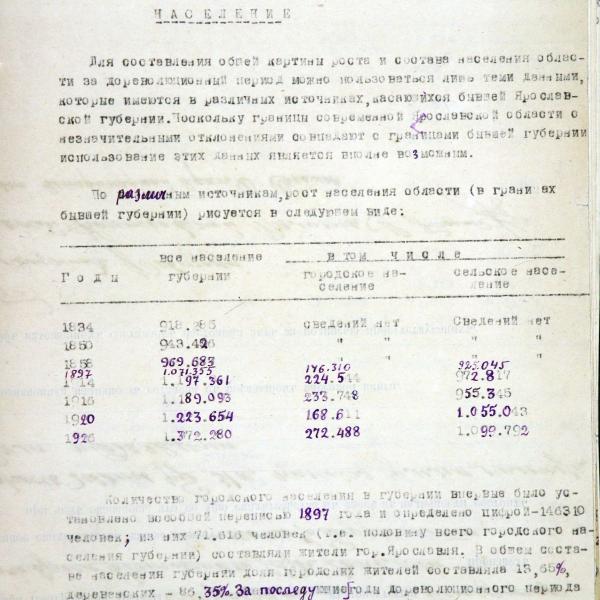 НАСЕЛЕНИЕ
Для составления общей картины роста и состава населения облас-
ти за дореволюционный период можно пользоваться лишь теми данными,
которые имеются в различных источниках, касающихся бывшей Ярослав-
ской губернии. Поскольку границы современной Ярославской области с
незначительными отклонениями совпадают с границами бывшей губернии
использование этих данных является вполне возможным.
По различным источникам, рост населения области (в границах
бывшей губернии) рисуется в следующем виде:
все население в том числе
Годы губернии городское на- сельское насе-
селение ление
1834 918.285 сведений нет Сведений нет
1850 943.426 " " " "
1858 969.687 " " " "
1897 1.071.355 146.310 925.045
1914 1.197.361 224.544 972.817
1916 1.189.093 233.748 955.345
1920 1.223.654 168.611 1.055.043
1926 1.372.280 272.488 1.099.792
Количество городского населения в губернии впервые было ус-
тановлено всеобщей переписью 1897 года и определено цифрой-146310
человек; из них 71,616 человек (т.е. половину всего городского на-
селения губернии) составляли жители гор. Ярославля. В общем соста-
ве населения губернии доля городских жителей составляла 13,65%,
деревенских - 86,35%. За последующие годы дореволюционного периода